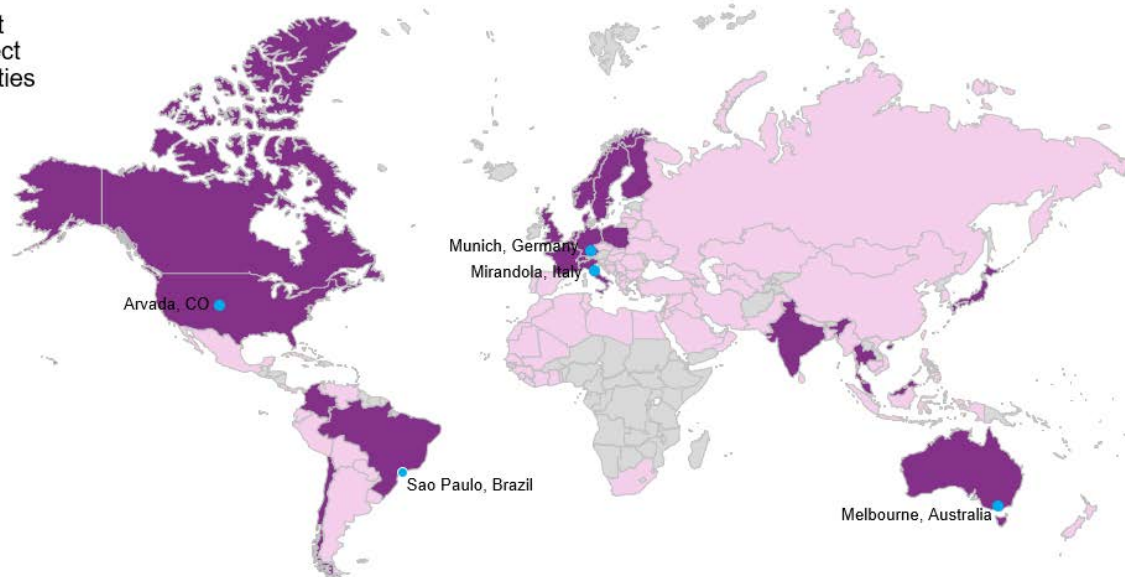 Munich, Germany
Mirandola, Italy
Arvada, CO
Sao Paulo, Brazil
Melbourne, Australia